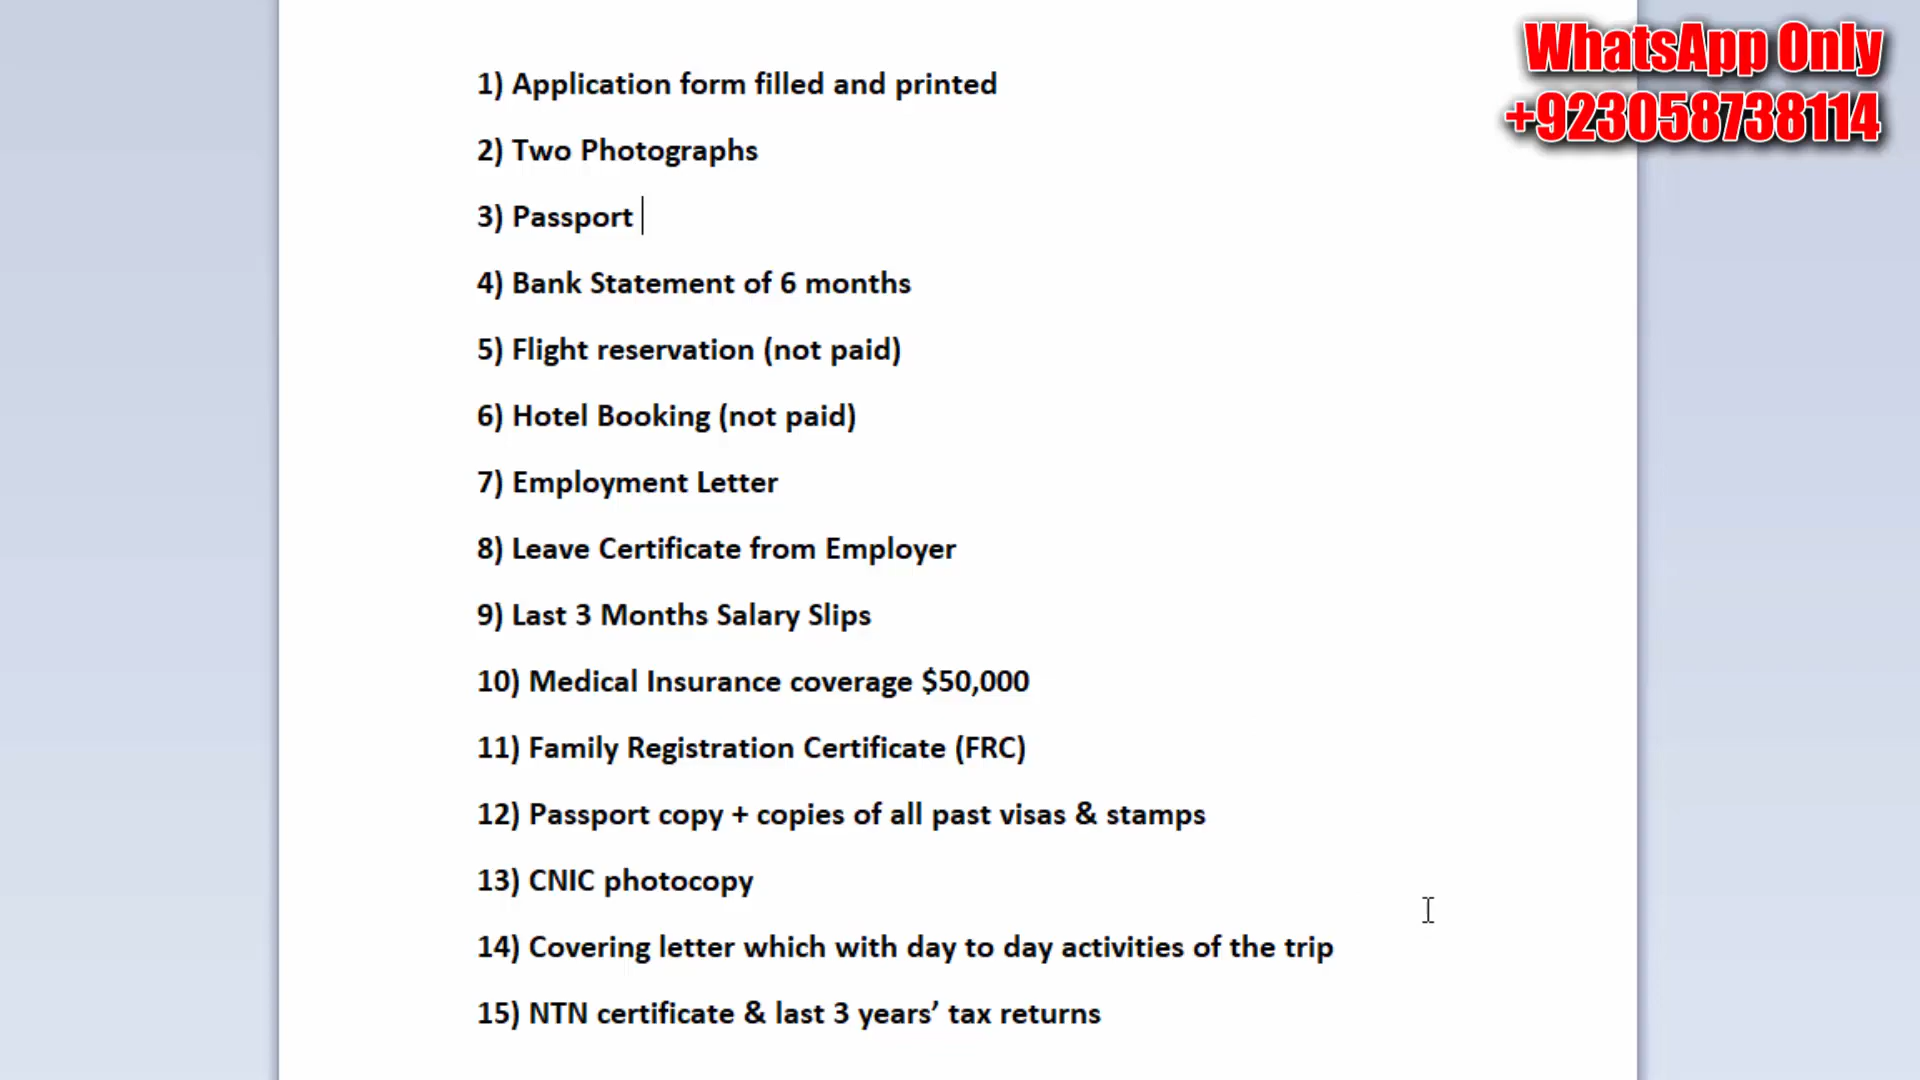 WhatsApp Only
+923058738114
1) Application form filled and printed
2) Two Photographs
3) Passport
4) Bank Statement of 6 months
5) Flight reservation (not paid)
6) Hotel Booking (not paid)
7) Employment Letter
8) Leave Certificate from Employer
9) Last 3 Months Salary Slips
10) Medical Insurance coverage $50,000
11) Family Registration Certificate (FRC)
12) Passport copy + copies of all past visas & stamps
13) CNIC photocopy
14) Covering letter which with day to day activities of the trip
15) NTN certificate & last 3 years’ tax returns